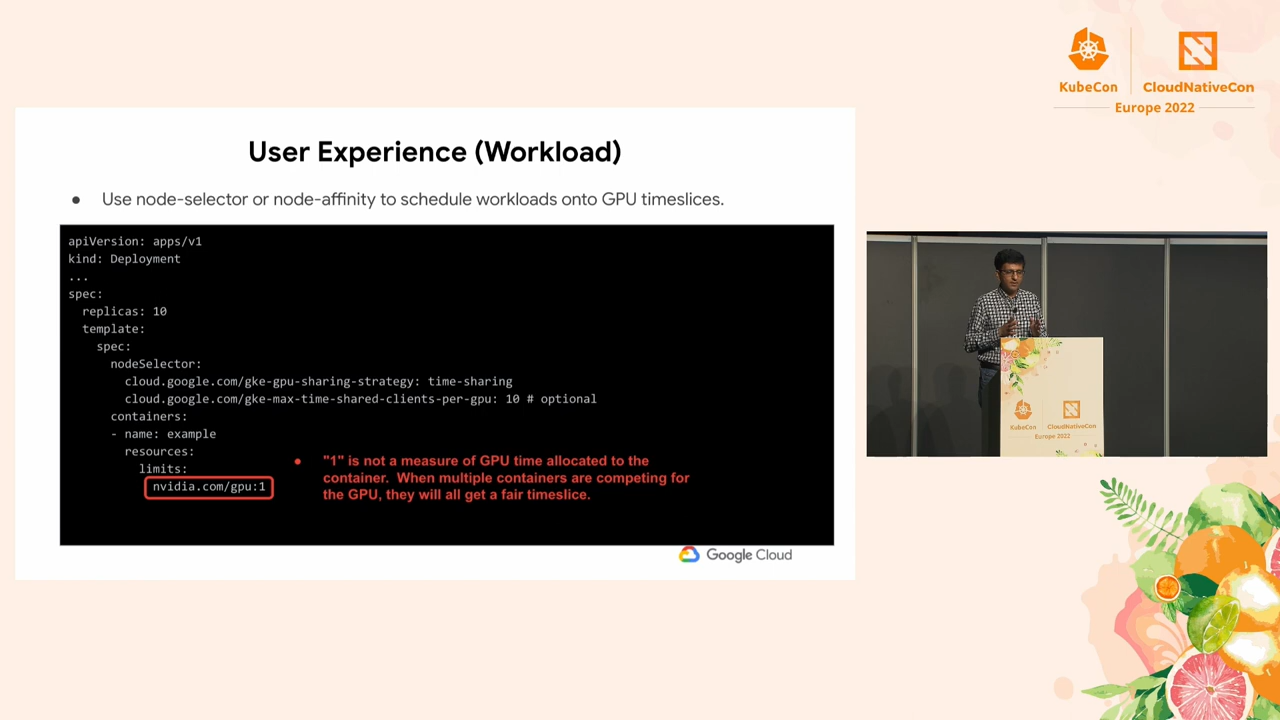 KubeCon
CloudNativeCon
Europe 2022
User Experience (Workload)
● Use node-selector or node-affinity to schedule workloads onto GPU timeslices.
apiVersion: apps/v1
kind: Deployment
...
spec:
  replicas: 10
  template:
    spec:
      nodeSelector:
        cloud.google.com/gke-gpu-sharing-strategy: time-sharing
        cloud.google.com/gke-max-time-shared-clients-per-gpu: 10 # optional
      containers:
      - name: example
        resources:
          limits:
            nvidia.com/gpu:1
● "1" is not a measure of GPU time allocated to the
container. When multiple containers are competing for
the GPU, they will all get a fair timeslice.
Google Cloud
KubeCon
CloudNativeCon
Europe 2022